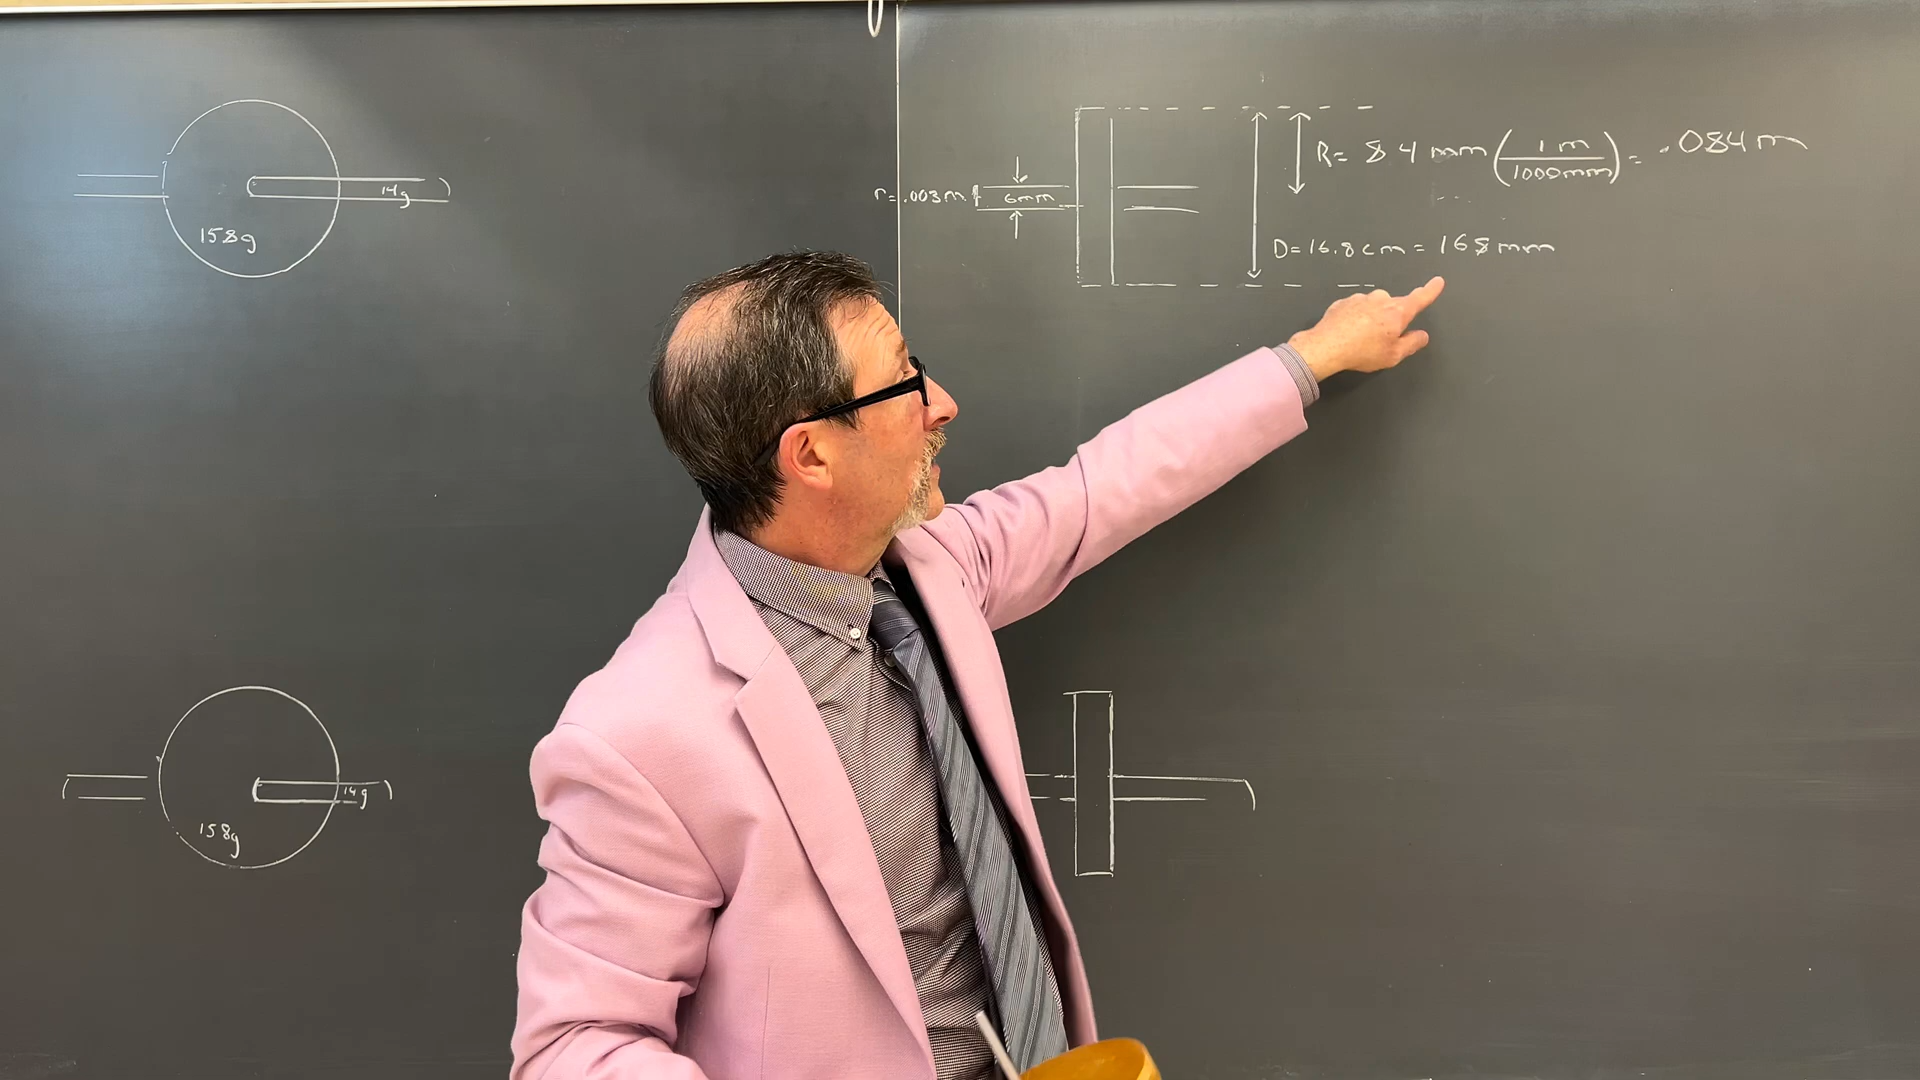 14g
158g
r=.003m
6mm
R= 84 mm (1 m / 1000mm) = .084 m
D=16.8cm = 168mm
14g
158g